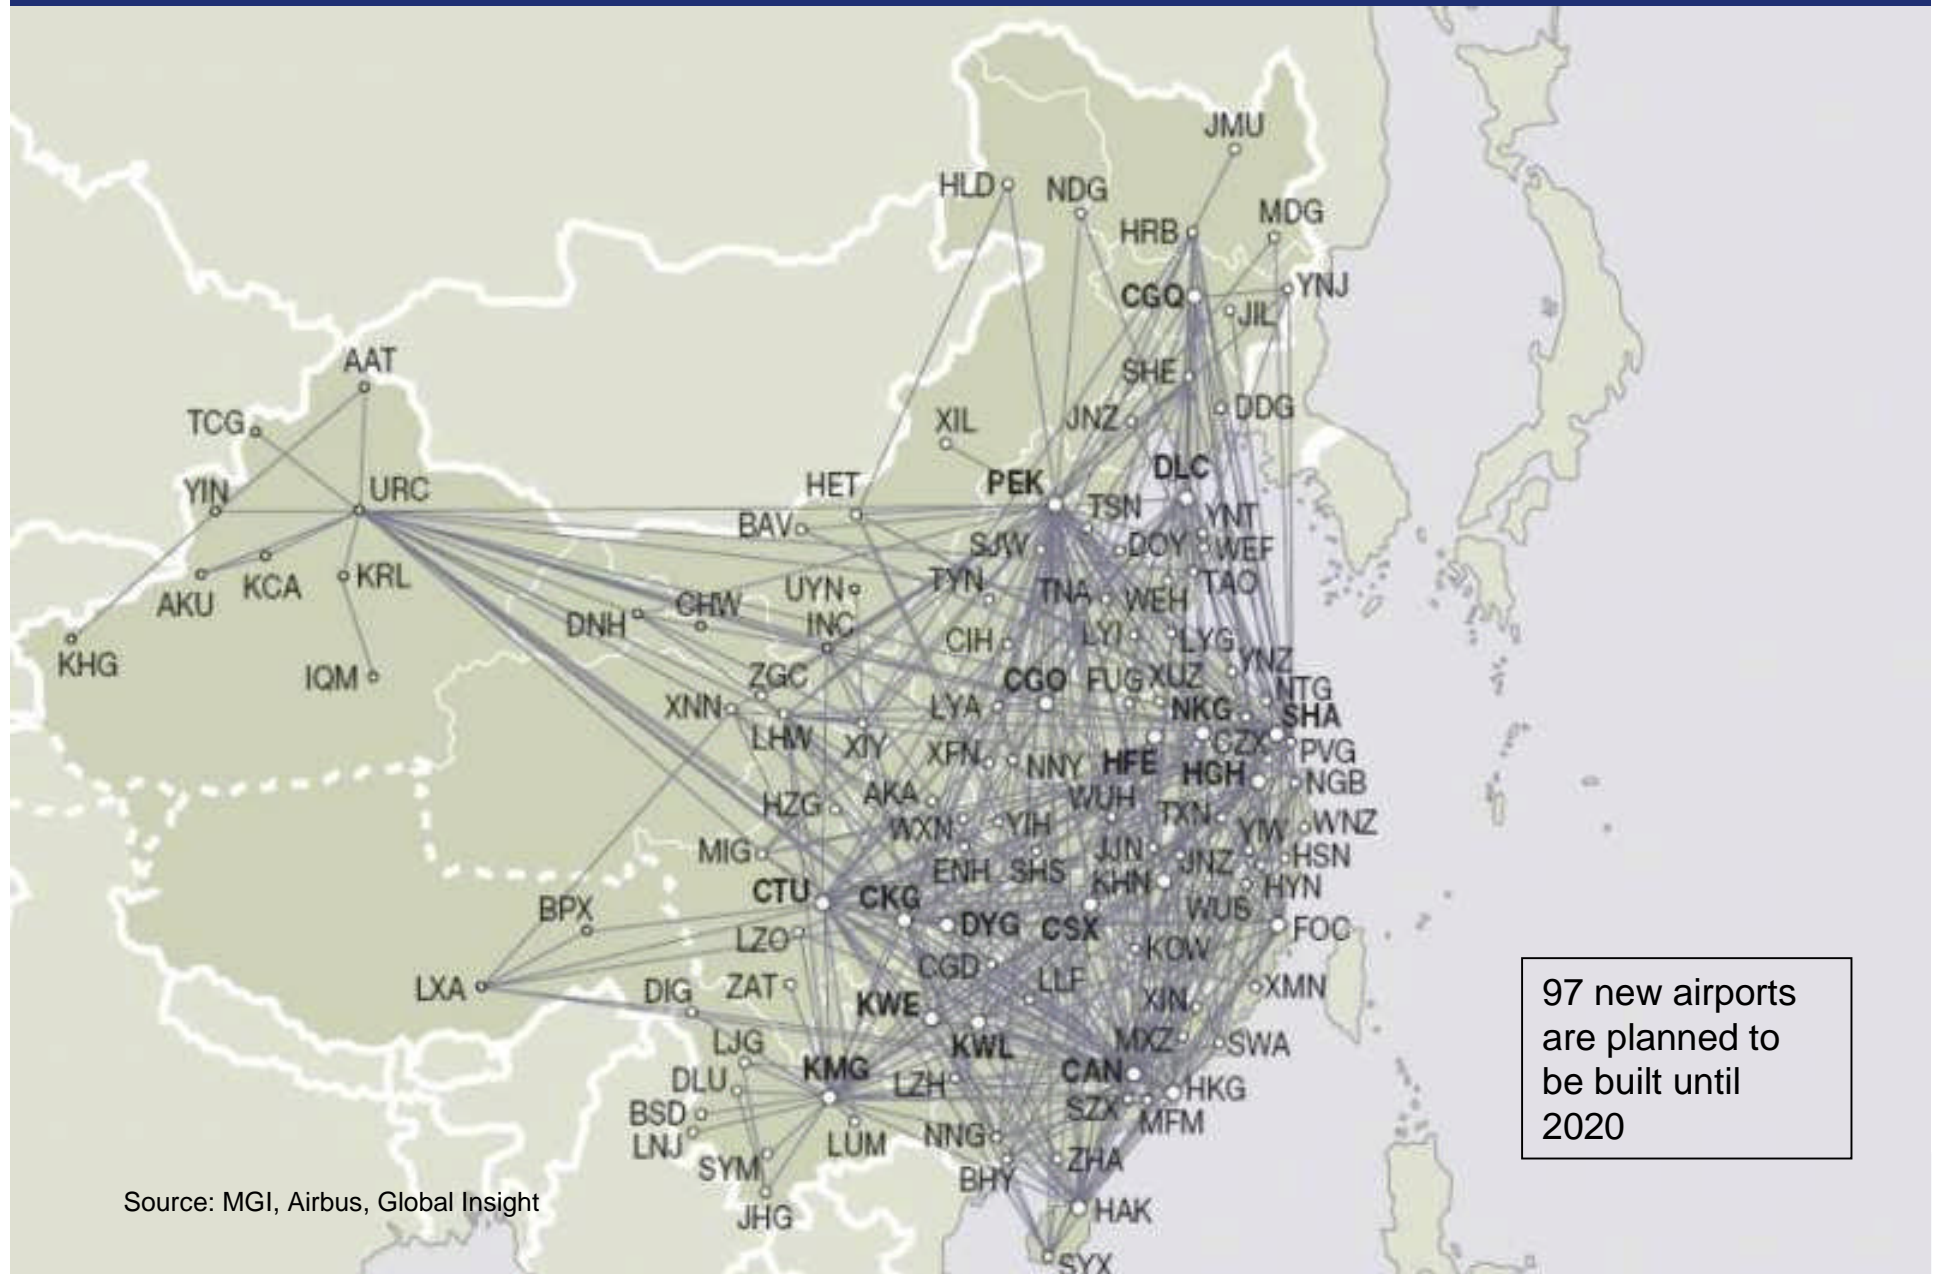 JMU
HLD
NDG
MDG
HRB
YNJ
CGQ
JIL
AAT
SHE
TCG
XIL
JNZ
DDG
DLC
HET
PEK
YIN
URC
TSN
YNT
BAV
SJW
DOY
WEF
KCA
KRL
UYN
TYN
TNA
WEH
TAO
AKU
CHW
DNH
INC
CIH
LYI
LYG
KHG
IQM
ZGC
CGO
FUG
XUZ
YNZ
NTG
XNN
LYA
NKG
SHA
LHW
XIY
XFN
NNY
HFE
CZX
PVG
HGH
NGB
HZG
AKA
WUH
TXN
YIW
WNZ
WXN
YIH
MIG
ENH
SHS
JJN
JNZ
HSN
KHN
HYN
CTU
CKG
DYG
CSX
WUS
FOC
BPX
LZO
KOW
CGD
LLF
LXA
DIG
ZAT
KWE
XIN
XMN
LJG
KWL
MXZ
SWA
KMG
CAN
DLU
LZH
HKG
BSD
SZX
MFM
LNJ
LUM
NNG
SYM
BHY
ZHA
JHG
HAK
SYX
97 new airports
are planned to
be built until
2020
Source: MGI, Airbus, Global Insight